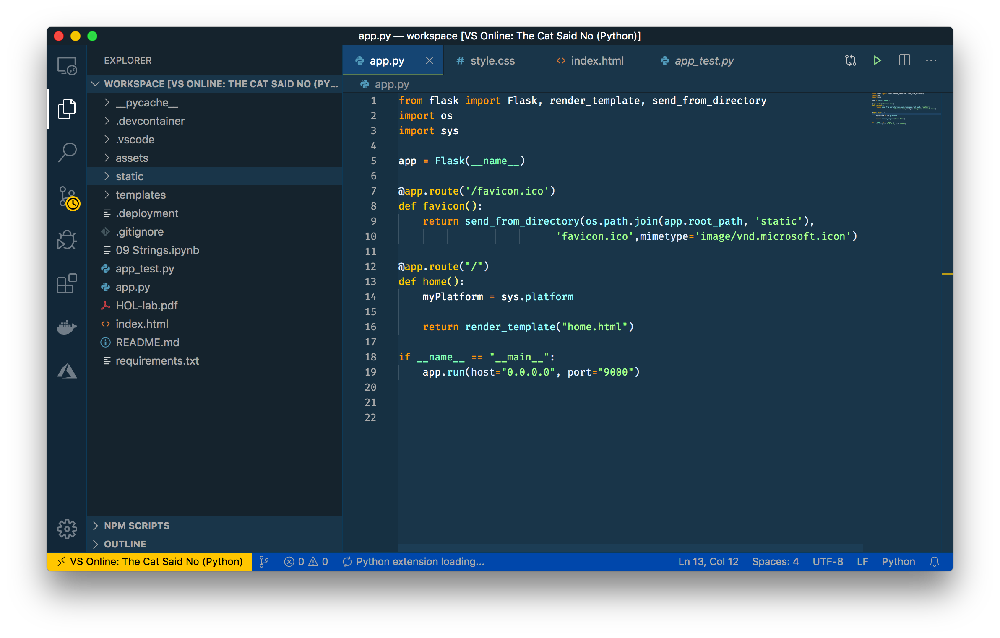 app.py — workspace [VS Online: The Cat Said No (Python)]
EXPLORER
WORKSPACE [VS ONLINE: THE CAT SAID NO (PY...
__pycache__
.devcontainer
.vscode
assets
static
templates
.deployment
.gitignore
09 Strings.ipynb
app_test.py
app.py
HOL-lab.pdf
index.html
README.md
requirements.txt
NPM SCRIPTS
OUTLINE
app.py
# style.css
<> index.html
app_test.py
app.py
1 from flask import Flask, render_template, send_from_directory
2 import os
3 import sys
4
5 app = Flask(__name__)
6
7 @app.route('/favicon.ico')
8 def favicon():
9     return send_from_directory(os.path.join(app.root_path, 'static'),
10                           'favicon.ico',mimetype='image/vnd.microsoft.icon')
11
12 @app.route("/")
13 def home():
14     myPlatform = sys.platform
15
16     return render_template("home.html")
17
18 if __name__ == "__main__":
19     app.run(host="0.0.0.0", port="9000")
20
21
22
VS Online: The Cat Said No (Python) 0 0 Python extension loading... Ln 13, Col 12 Spaces: 4 UTF-8 LF Python